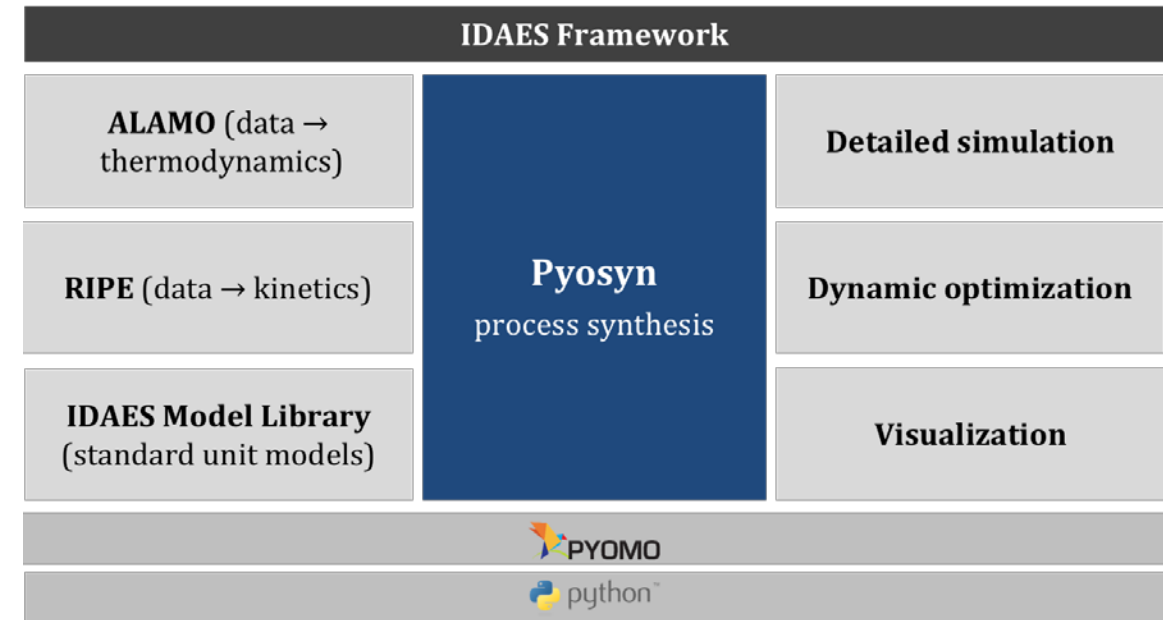 IDAES Framework
ALAMO (data →
thermodynamics)
RIPE (data → kinetics)
IDAES Model Library
(standard unit models)
Pyosyn
process synthesis
Detailed simulation
Dynamic optimization
Visualization
PYOMO
python™